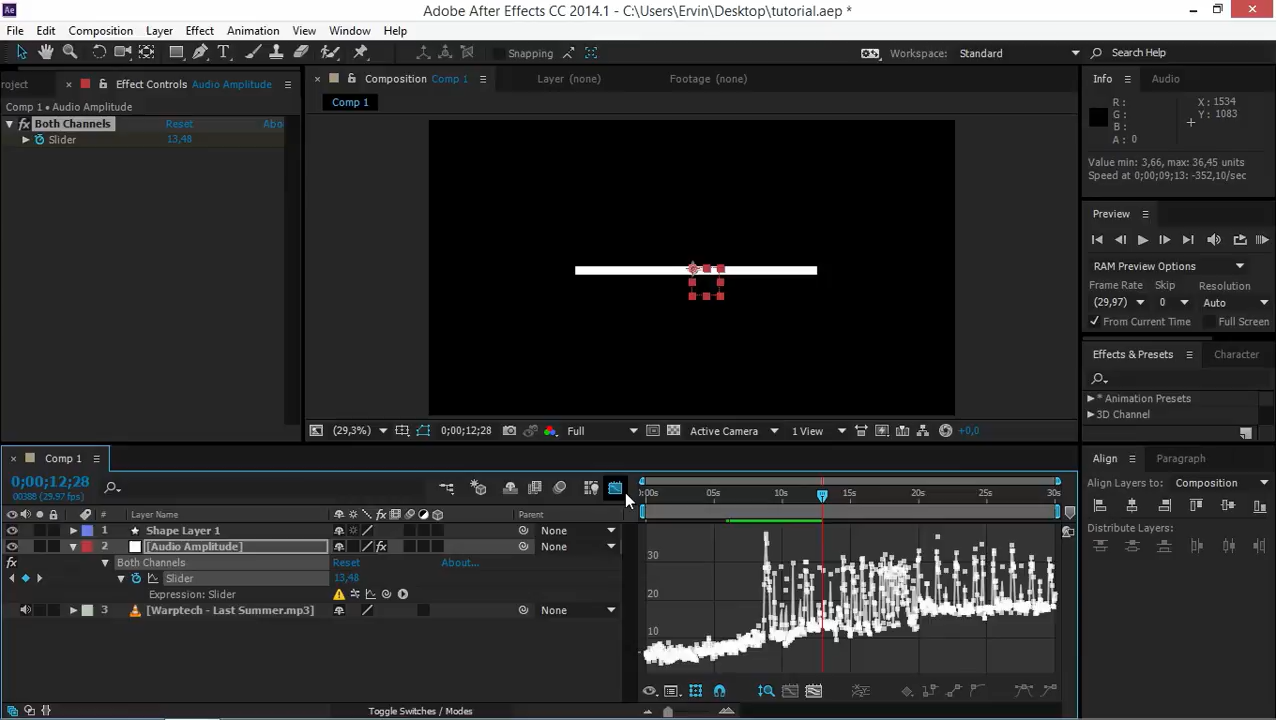 Adobe After Effects CC 2014.1 - C:\Users\Ervin\Desktop\tutorial.aep *
File Edit Composition Layer Effect Animation View Window Help
Snapping
Workspace: Standard
Search Help
roject
Effect Controls Audio Amplitude
Composition Comp 1
Layer (none)
Footage (none)
Info
Audio
Comp 1 • Audio Amplitude
Comp 1
fx Both Channels Reset Abo
Slider 13,48
R:
G:
B:
A: 0
X: 1534
Y: 1083
Value min: 3,66, max: 36,45 units
Speed at 0;00;09;13: -352,10/sec
Preview
RAM Preview Options
Frame Rate Skip Resolution
(29,97) 0 Auto
From Current Time Full Screen
Effects & Presets Character
* Animation Presets
3D Channel
(29,3%) 0;00;12;28 Full Active Camera 1 View +0,0
Comp 1
0;00;12;28
00388 (29.97 fps)
Align Paragraph
Align Layers to: Composition
Distribute Layers:
:00s 05s 10s 15s 20s 25s 30s
# Layer Name Parent
1 Shape Layer 1 None
2 [Audio Amplitude] None
Both Channels Reset About...
Slider 13,48
Expression: Slider
3 [Warptech - Last Summer.mp3] None
30
20
10
Toggle Switches / Modes